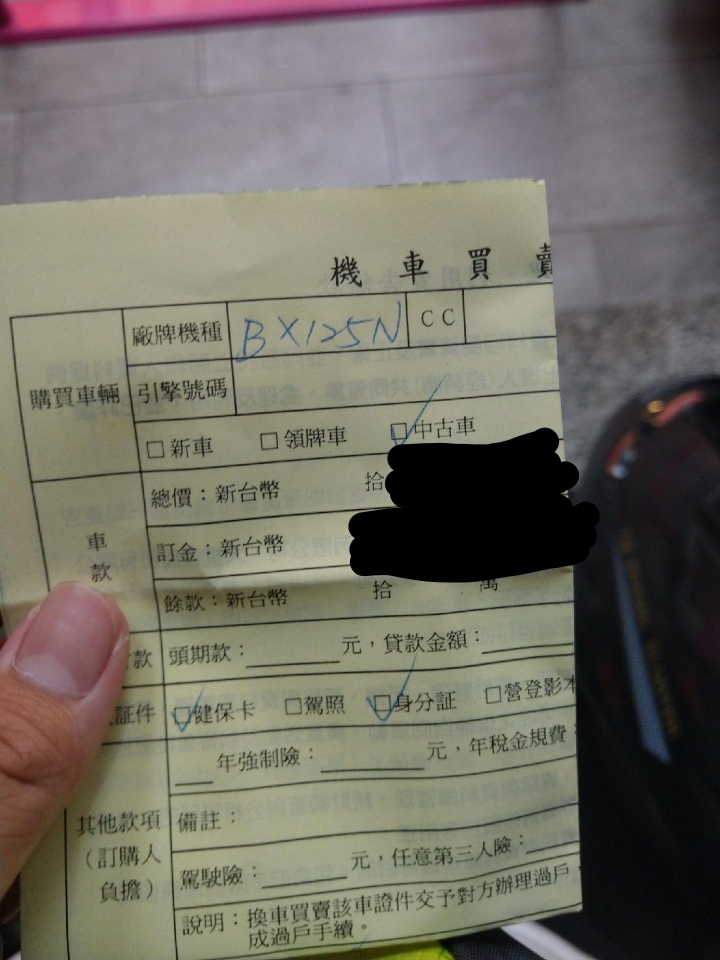 機車買賣
購買車輛
廠牌機種 BX125N CC
引擎號碼
□新車 □領牌車 □中古車
車款
總價：新台幣 拾
訂金：新台幣
餘款：新台幣 拾 萬
款 頭期款：元，貸款金額：
証件 □健保卡 □駕照 □身分証 □營登影本
年強制險：元，年稅金規費：
其他款項
（訂購人
負擔）
備註：
駕駛險：元，任意第三人險：
說明：換車買賣該車證件交予對方辦理過戶，
成過戶手續。